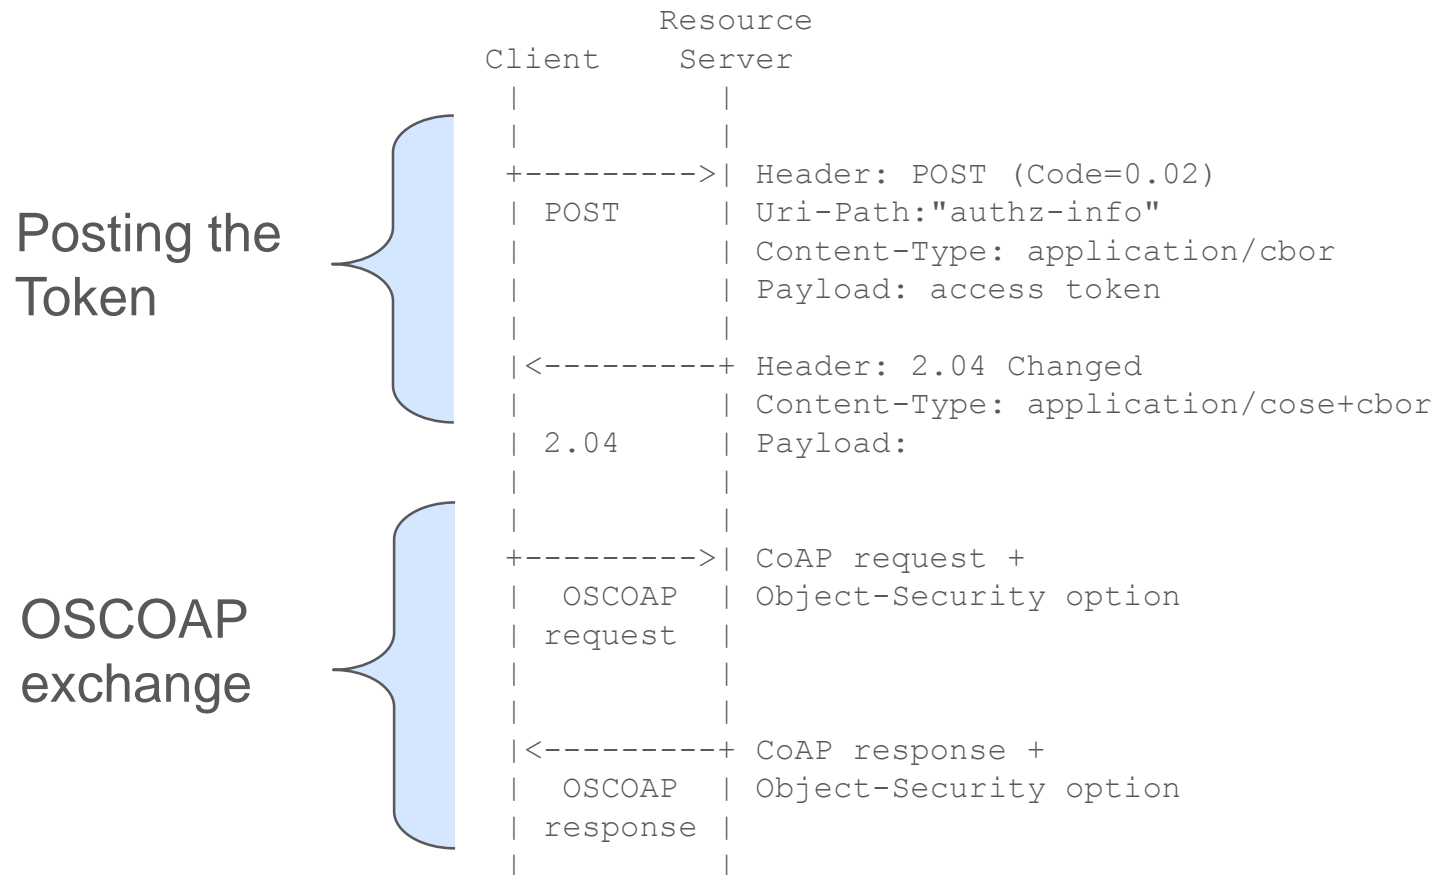 Resource
Client Server
Posting the
Token
+--------->| Header: POST (Code=0.02)
| POST | Uri-Path:"authz-info"
| | Content-Type: application/cbor
| | Payload: access token
|<---------+ Header: 2.04 Changed
| | Content-Type: application/cose+cbor
| 2.04 | Payload:
OSCOAP
exchange
+--------->| CoAP request +
| OSCOAP | Object-Security option
| request |
|<---------+ CoAP response +
| OSCOAP | Object-Security option
| response |